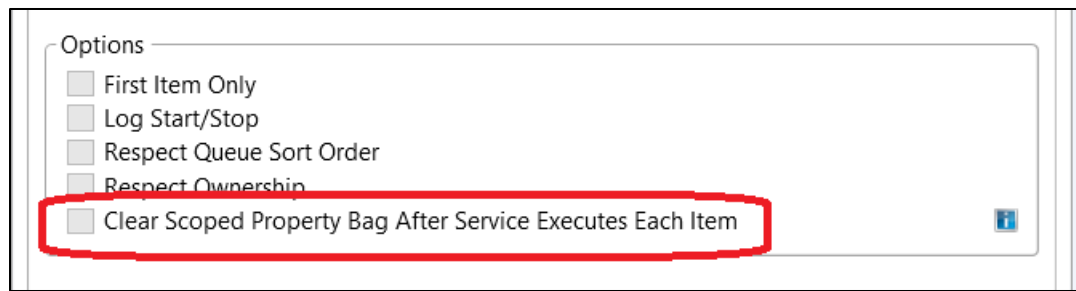 Options
First Item Only
Log Start/Stop
Respect Queue Sort Order
Respect Ownership
Clear Scoped Property Bag After Service Executes Each Item